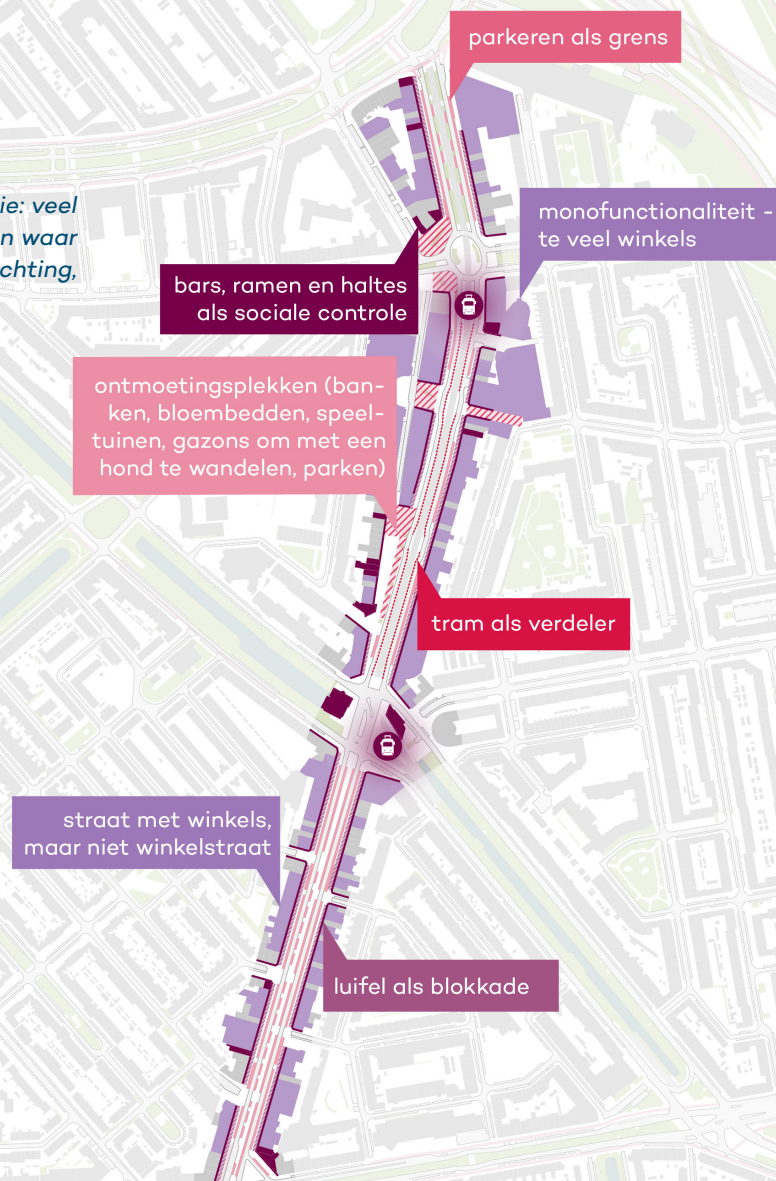 parkeren als grens
ie: veel
n waar
chting,
monofunctionaliteit -
te veel winkels
bars, ramen en haltes
als sociale controle
ontmoetingsplekken (ban-
ken, bloembedden, speel-
tuinen, gazons om met een
hond te wandelen, parken)
tram als verdeler
straat met winkels,
maar niet winkelstraat
luifel als blokkade